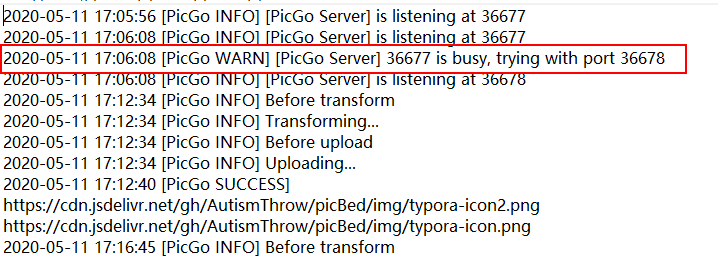 2020-05-11 17:05:56 [PicGo INFO] [PicGo Server] is listening at 36677
2020-05-11 17:06:08 [PicGo INFO] [PicGo Server] is listening at 36677
2020-05-11 17:06:08 [PicGo WARN] [PicGo Server] 36677 is busy, trying with port 36678
2020-05-11 17:06:08 [PicGo INFO] [PicGo Server] is listening at 36678
2020-05-11 17:12:34 [PicGo INFO] Before transform
2020-05-11 17:12:34 [PicGo INFO] Transforming...
2020-05-11 17:12:34 [PicGo INFO] Before upload
2020-05-11 17:12:34 [PicGo INFO] Uploading...
2020-05-11 17:12:40 [PicGo SUCCESS]
https://cdn.jsdelivr.net/gh/AutismThrow/picBed/img/typora-icon2.png
https://cdn.jsdelivr.net/gh/AutismThrow/picBed/img/typora-icon.png
2020-05-11 17:16:45 [PicGo INFO] Before transform